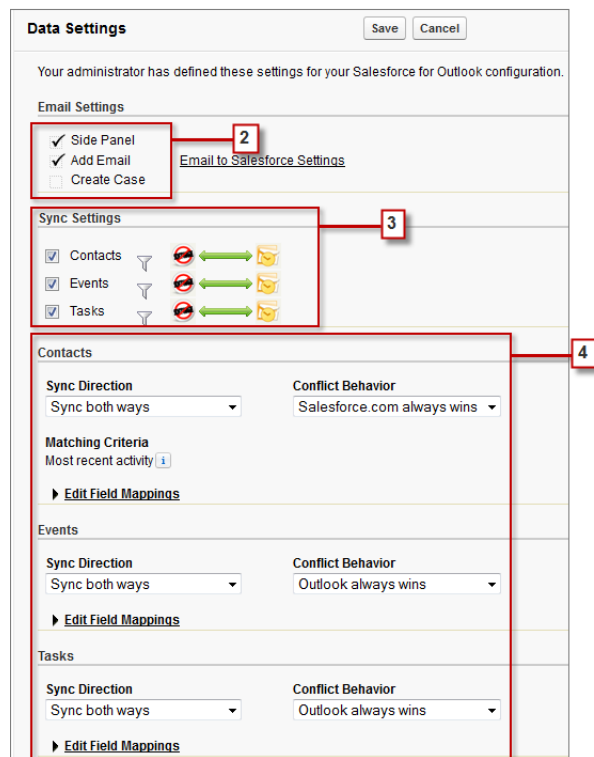 Data Settings
Save
Cancel
Your administrator has defined these settings for your Salesforce for Outlook configuration.
Email Settings
2
Side Panel
Add Email
Email to Salesforce Settings
Create Case
Sync Settings
3
Contacts
Events
Tasks
4
Contacts
Sync Direction
Conflict Behavior
Sync both ways
Salesforce.com always wins
Matching Criteria
Most recent activity i
Edit Field Mappings
Events
Sync Direction
Conflict Behavior
Sync both ways
Outlook always wins
Edit Field Mappings
Tasks
Sync Direction
Conflict Behavior
Sync both ways
Outlook always wins
Edit Field Mappings